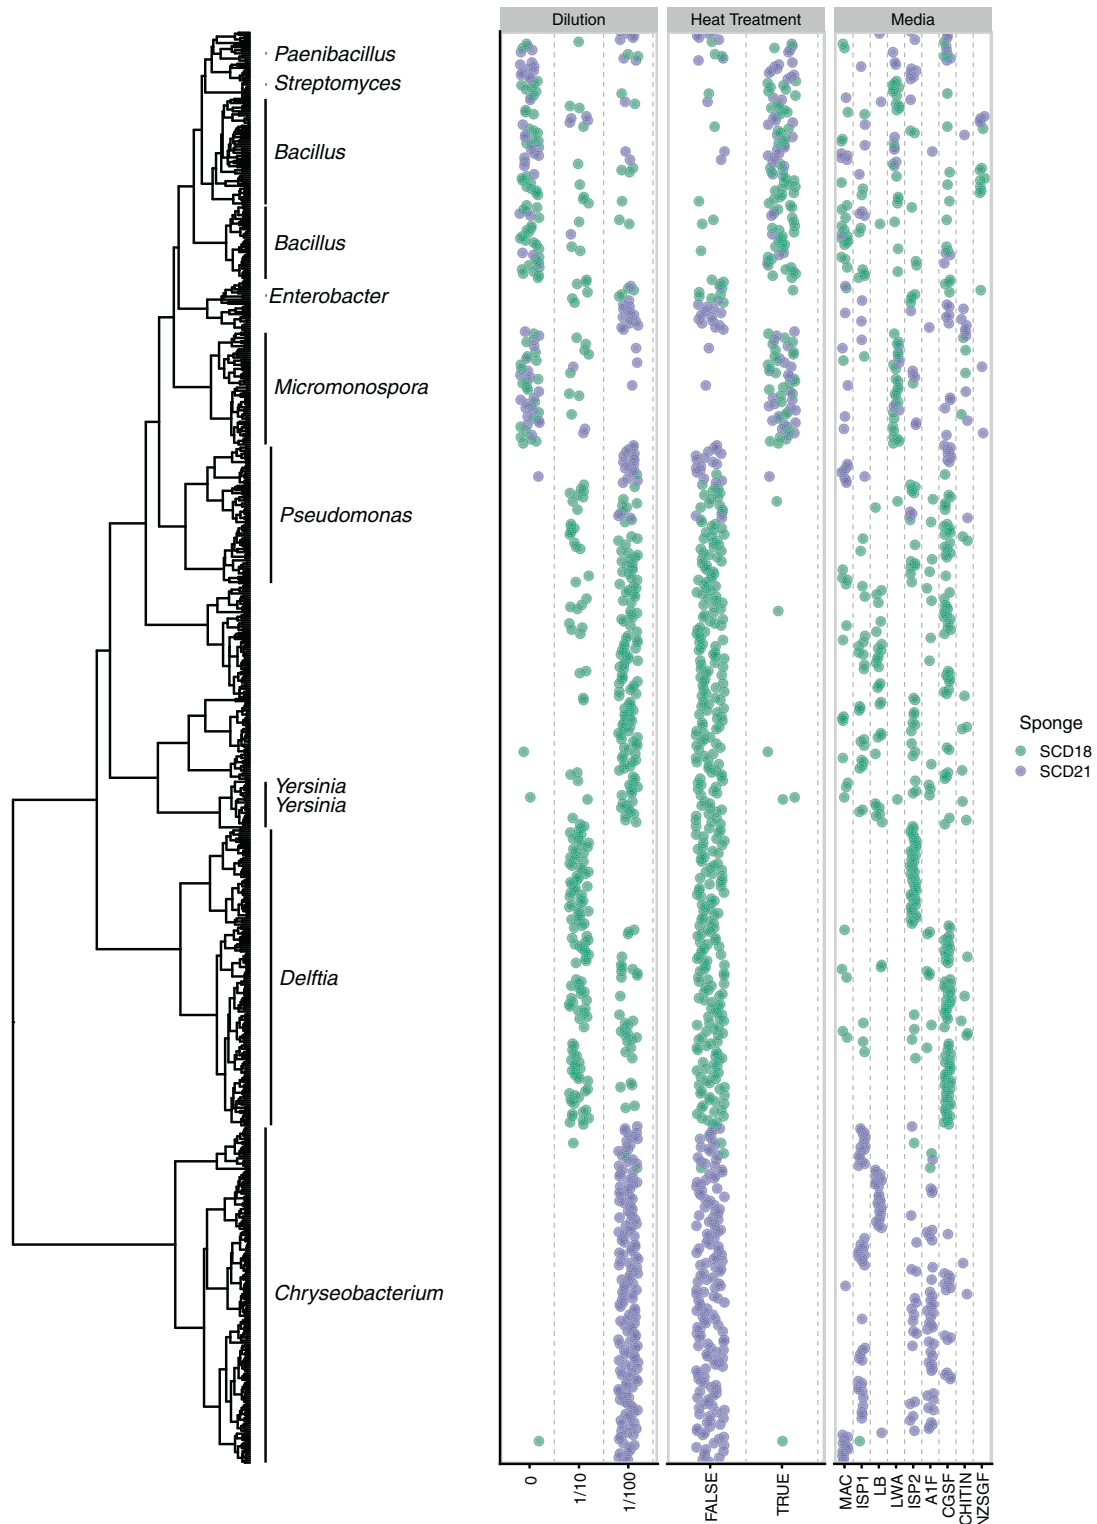 Dilution
Heat Treatment
Media
Paenibacillus
Streptomyces
Bacillus
Bacillus
Enterobacter
Micromonospora
Pseudomonas
Yersinia
Yersinia
Delftia
Chryseobacterium
Sponge
SCD18
SCD21
0
1/10
1/100
FALSE
TRUE
MAC
ISP1
LB
LWA
ISP2
A1F
CGSF
CHITIN
NZSGF